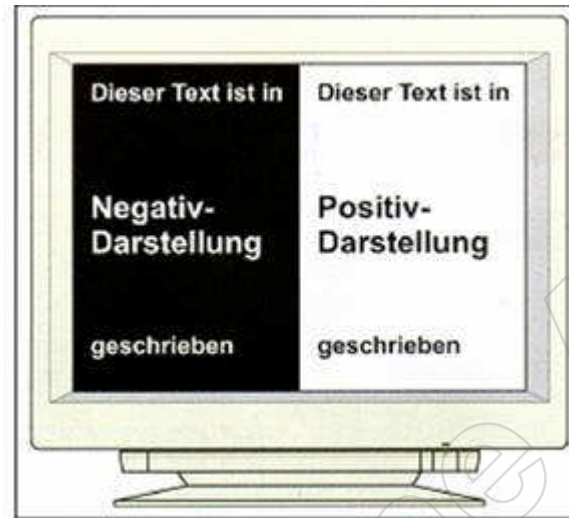 Dieser Text ist in
Negativ-
Darstellung
geschrieben
Dieser Text ist in
Positiv-
Darstellung
geschrieben